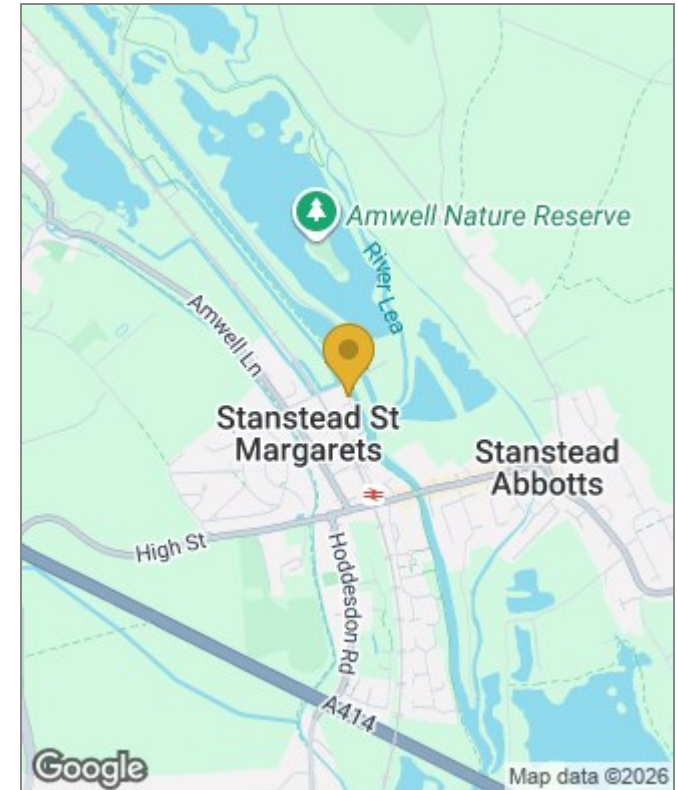 Amwell Nature Reserve
River Lea
Amwell Ln
Stanstead St
Margarets
Stanstead
Abbotts
High St
Hoddesdon Rd
A414
Google
Map data ©2026